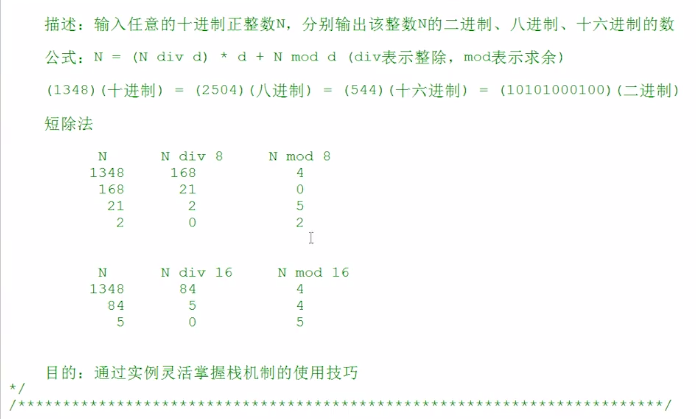 描述：输入任意的十进制正整数N，分别输出该整数N的二进制、八进制、十六进制的数
公式：N = (N div d) * d + N mod d (div表示整除，mod表示求余)
(1348)(十进制) = (2504)(八进制) = (544)(十六进制) = (10101000100)(二进制)
短除法
N N div 8 N mod 8
1348 168 4
168 21 0
21 2 5
2 0 2
N N div 16 N mod 16
1348 84 4
84 5 4
5 0 5
目的：通过实例灵活掌握栈机制的使用技巧
*/
/************************************************************************/